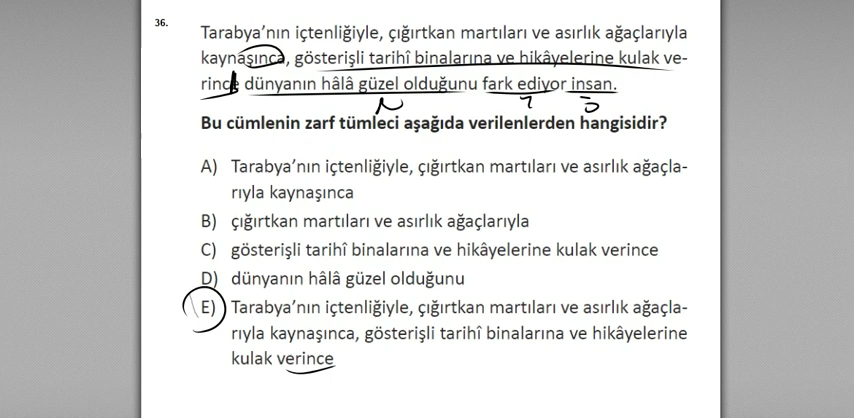 36.
Tarabya’nın içtenliğiyle, çığırtkan martıları ve asırlık ağaçlarıyla
kaynaşınca, gösterişli tarihî binalarına ve hikâyelerine kulak ve-
rince dünyanın hâlâ güzel olduğunu fark ediyor insan.
N Y Ö
Bu cümlenin zarf tümleci aşağıda verilenlerden hangisidir?
A) Tarabya’nın içtenliğiyle, çığırtkan martıları ve asırlık ağaçla-
rıyla kaynaşınca
B) çığırtkan martıları ve asırlık ağaçlarıyla
C) gösterişli tarihî binalarına ve hikâyelerine kulak verince
D) dünyanın hâlâ güzel olduğunu
E) Tarabya’nın içtenliğiyle, çığırtkan martıları ve asırlık ağaçla-
rıyla kaynaşınca, gösterişli tarihî binalarına ve hikâyelerine
kulak verince